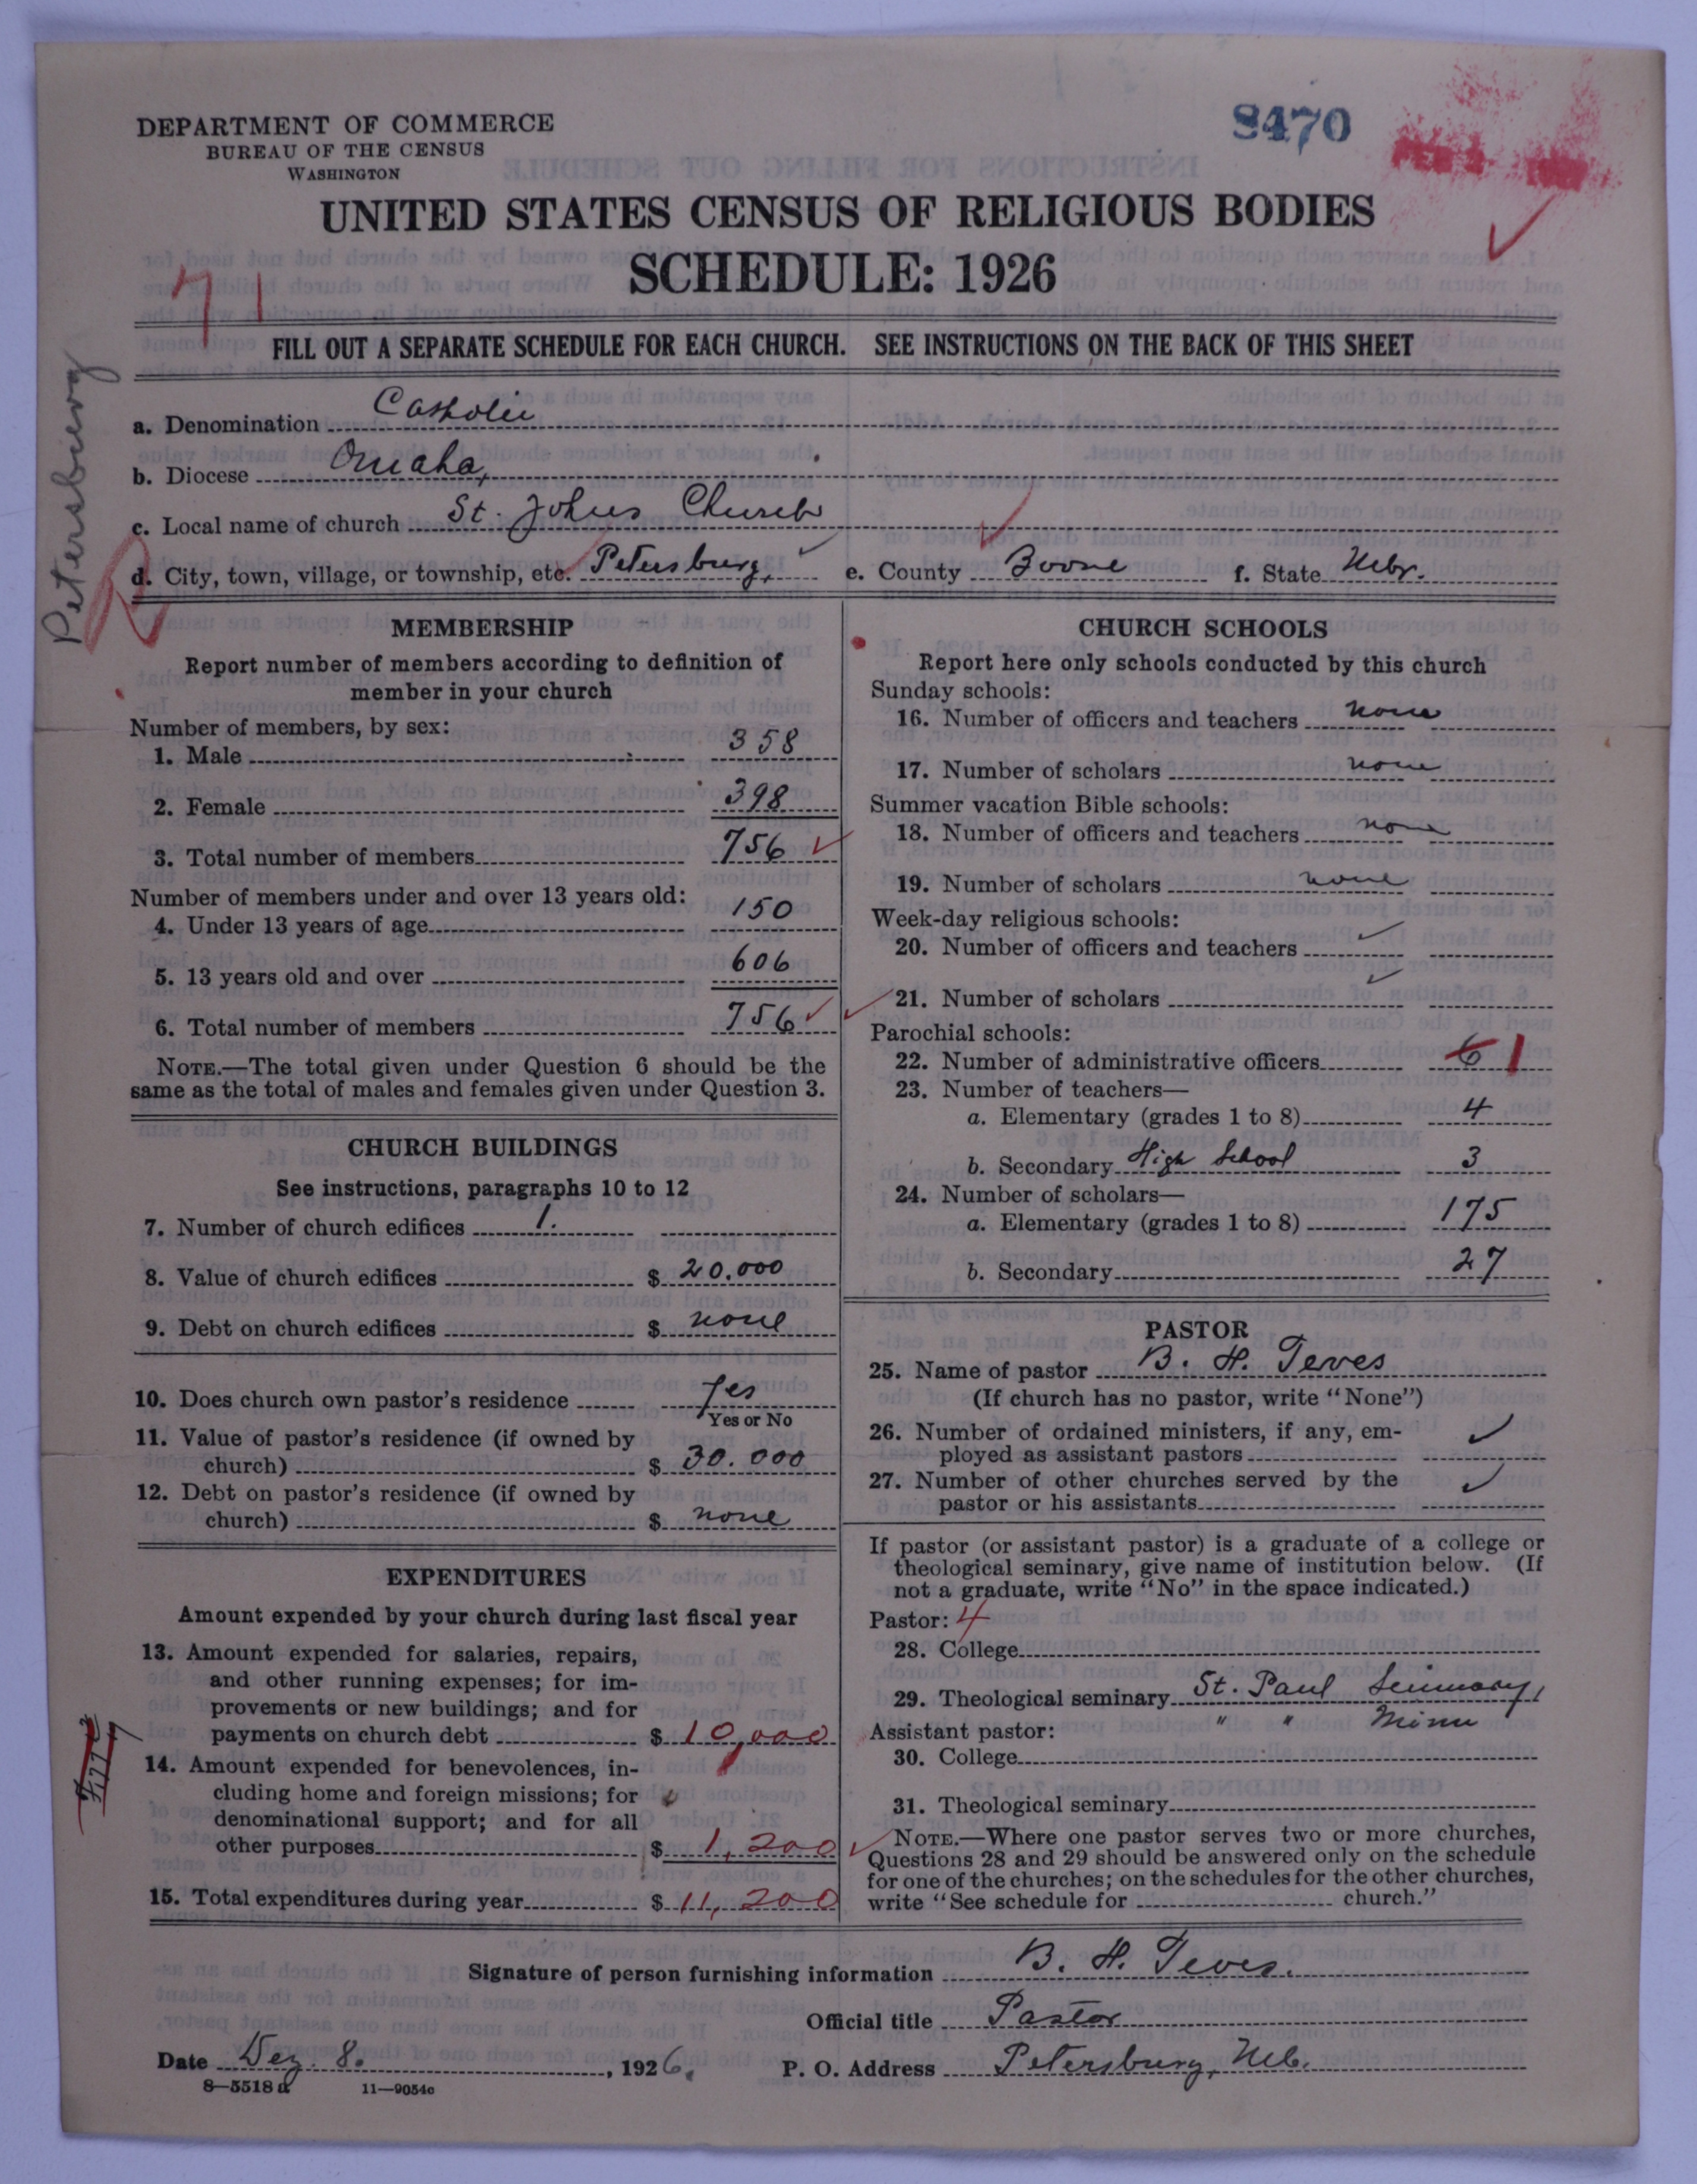 DEPARTMENT OF COMMERCE
BUREAU OF THE CENSUS
WASHINGTON
8470
UNITED STATES CENSUS OF RELIGIOUS BODIES
SCHEDULE: 1926
71
FILL OUT A SEPARATE SCHEDULE FOR EACH CHURCH. SEE INSTRUCTIONS ON THE BACK OF THIS SHEET
Petersburg
a. Denomination Catholic
b. Diocese Omaha,
c. Local name of church St. Johns Church
d. City, town, village, or township, etc. Petersburg, e. County Boone f. State Nebr.
MEMBERSHIP
Report number of members according to definition of
member in your church
Number of members, by sex:
1. Male 358
2. Female 398
3. Total number of members 756
Number of members under and over 13 years old:
4. Under 13 years of age 150
5. 13 years old and over 606
6. Total number of members 756
NOTE.—The total given under Question 6 should be the
same as the total of males and females given under Question 3.
CHURCH BUILDINGS
See instructions, paragraphs 10 to 12
7. Number of church edifices 1.
8. Value of church edifices $ 20.000
9. Debt on church edifices $ none
10. Does church own pastor's residence Yes
Yes or No
11. Value of pastor's residence (if owned by
church) $ 30.000
12. Debt on pastor's residence (if owned by
church) $ none
EXPENDITURES
Amount expended by your church during last fiscal year
13. Amount expended for salaries, repairs,
and other running expenses; for im-
provements or new buildings; and for
payments on church debt $ 10,000
14. Amount expended for benevolences, in-
cluding home and foreign missions; for
denominational support; and for all
other purposes $ 1,200
15. Total expenditures during year $ 11,200
CHURCH SCHOOLS
Report here only schools conducted by this church
Sunday schools:
16. Number of officers and teachers none
17. Number of scholars none
Summer vacation Bible schools:
18. Number of officers and teachers none
19. Number of scholars none
Week-day religious schools:
20. Number of officers and teachers
21. Number of scholars
Parochial schools:
22. Number of administrative officers 6 1
23. Number of teachers—
a. Elementary (grades 1 to 8) 4
b. Secondary High School 3
24. Number of scholars—
a. Elementary (grades 1 to 8) 175
b. Secondary 27
PASTOR
25. Name of pastor B. H. Teves
(If church has no pastor, write "None")
26. Number of ordained ministers, if any, em-
ployed as assistant pastors
27. Number of other churches served by the
pastor or his assistants
If pastor (or assistant pastor) is a graduate of a college or
theological seminary, give name of institution below. (If
not a graduate, write "No" in the space indicated.)
Pastor: 4
28. College
29. Theological seminary St. Paul Seminary,
Assistant pastor: " " Minn
30. College
31. Theological seminary
NOTE.—Where one pastor serves two or more churches,
Questions 28 and 29 should be answered only on the schedule
for one of the churches; on the schedules for the other churches,
write "See schedule for church."
Signature of person furnishing information B. H. Teves.
Official title Pastor
Date Dez. 8. , 1926. P. O. Address Petersburg, Neb.
8—5518a 11—9054c